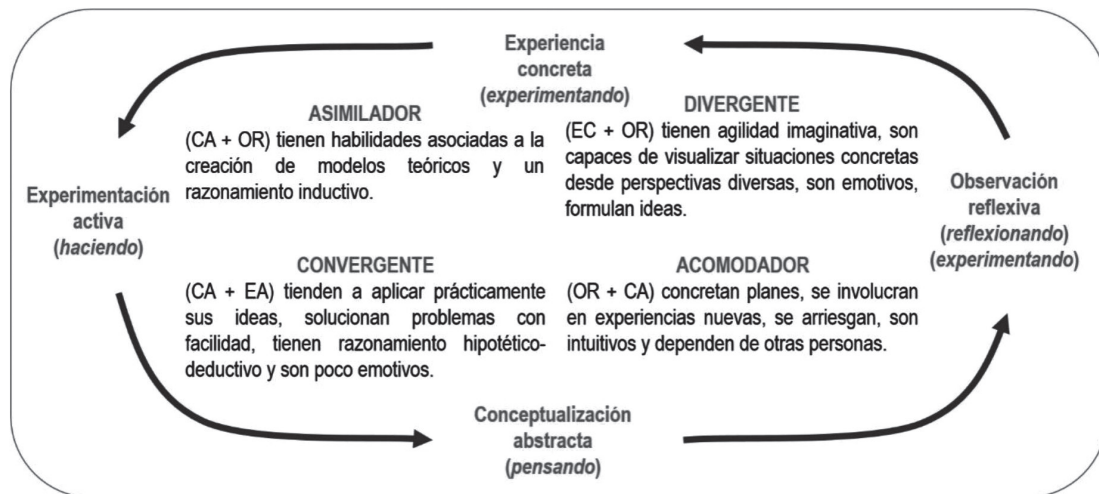 Experiencia
concreta
(experimentando)
ASIMILADOR
(CA + OR) tienen habilidades asociadas a la
creación de modelos teóricos y un
razonamiento inductivo.
DIVERGENTE
(EC + OR) tienen agilidad imaginativa, son
capaces de visualizar situaciones concretas
desde perspectivas diversas, son emotivos,
formulan ideas.
Experimentación
activa
(haciendo)
Observación
reflexiva
(reflexionando)
(experimentando)
CONVERGENTE
(CA + EA) tienden a aplicar prácticamente
sus ideas, solucionan problemas con
facilidad, tienen razonamiento hipotético-
deductivo y son poco emotivos.
ACOMODADOR
(OR + CA) concretan planes, se involucran
en experiencias nuevas, se arriesgan, son
intuitivos y dependen de otras personas.
Conceptualización
abstracta
(pensando)